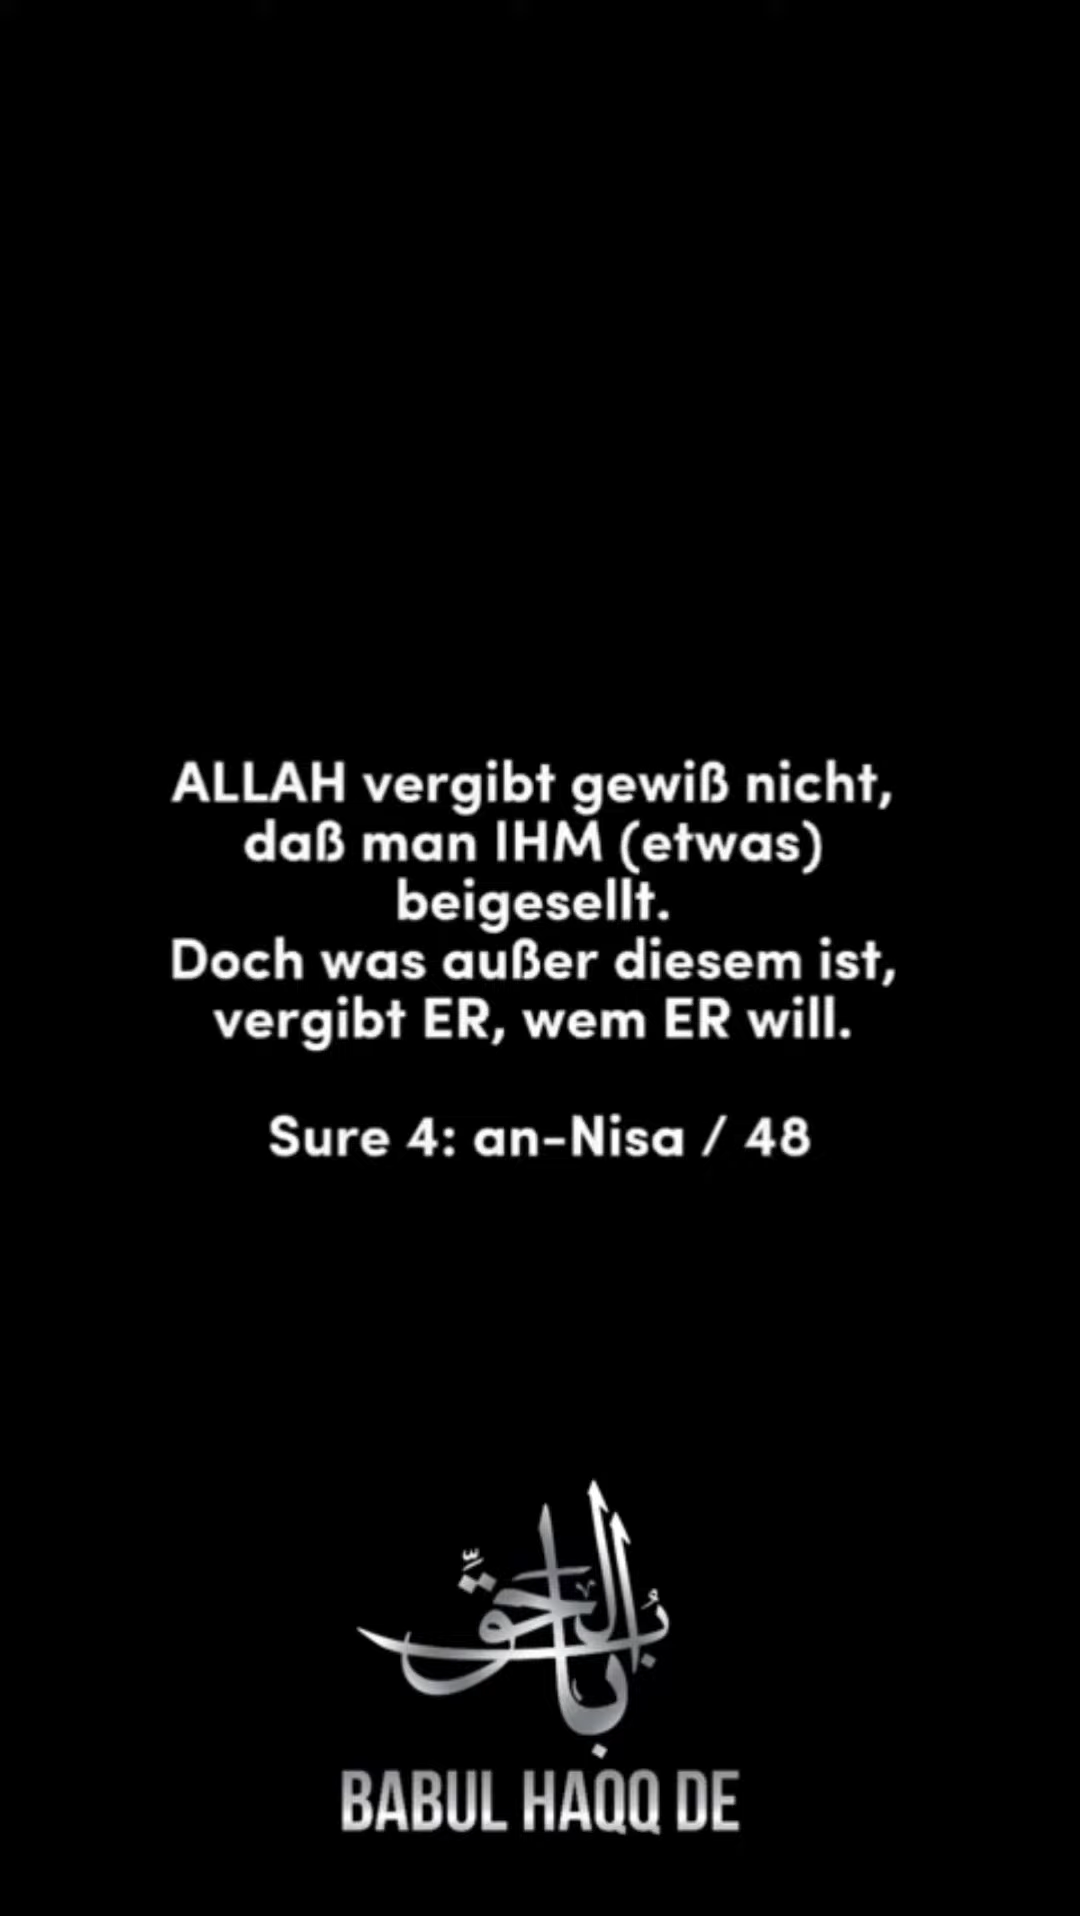 ALLAH vergibt gewiß nicht,
daß man IHM (etwas)
beigesellt.
Doch was außer diesem ist,
vergibt ER, wem ER will.
Sure 4: an-Nisa / 48
بابُ الحَقِّ
BABUL HAQQ DE